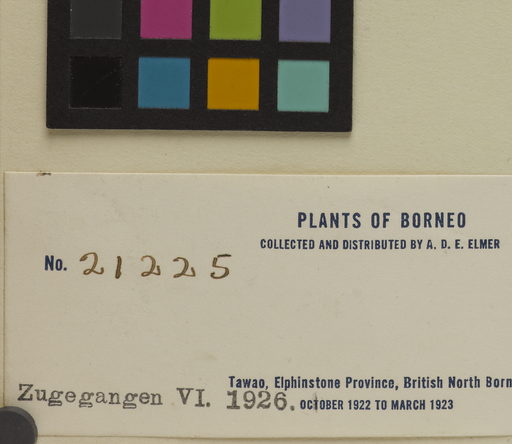 PLANTS OF BORNEO
COLLECTED AND DISTRIBUTED BY A. D. E. ELMER
No. 21225
Tawao, Elphinstone Province, British North Born
Zugegangen VI. 1926.
OCTOBER 1922 TO MARCH 1923